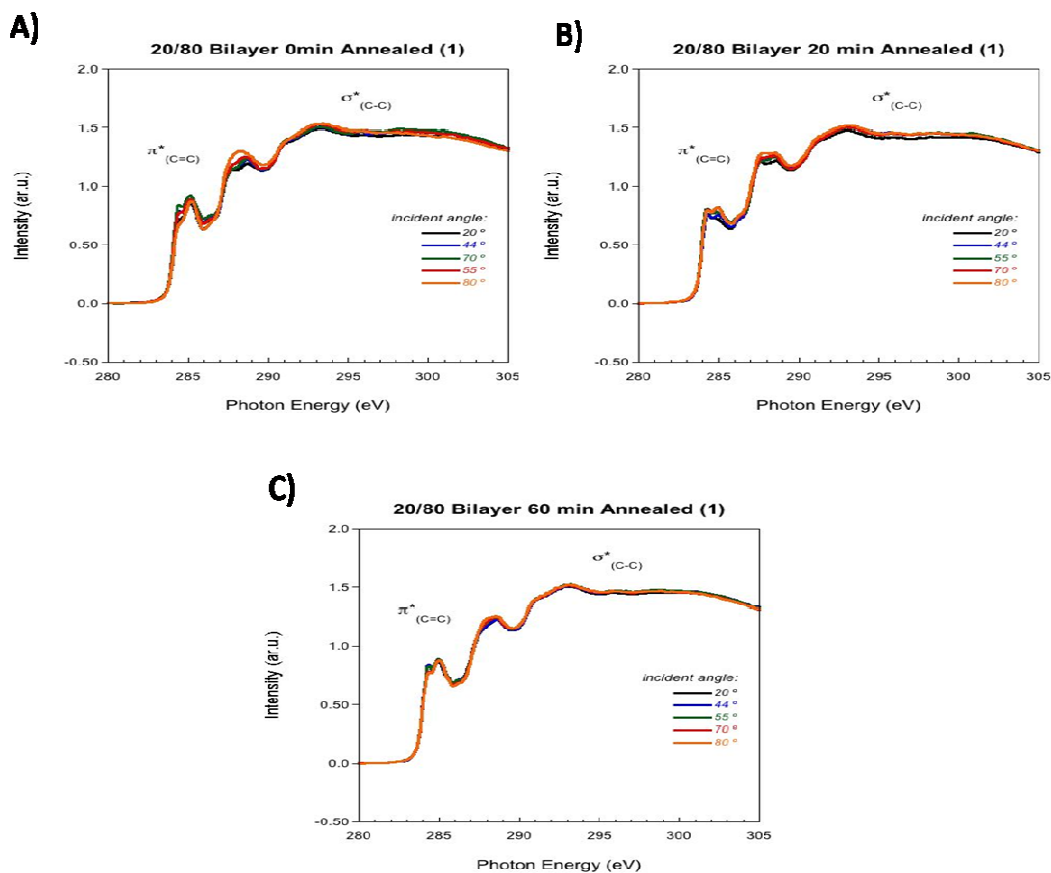 A)
20/80 Bilayer 0min Annealed (1)
2.0
1.5
1.0
0.50
0.0
-0.50
Intensity (ar.u.)
σ*(C-C)
π*(C=C)
incident angle:
20 º
44 º
70 º
55 º
80 º
280 285 290 295 300 305
Photon Energy (eV)
B)
20/80 Bilayer 20 min Annealed (1)
2.0
1.5
1.0
0.50
0.0
-0.50
Intensity (ar.u.)
σ*(C-C)
π*(C=C)
incident angle:
20 º
44 º
55 º
70 º
80 º
280 285 290 295 300 305
Photon Energy (eV)
C)
20/80 Bilayer 60 min Annealed (1)
2.0
1.5
1.0
0.50
0.0
-0.50
Intensity (ar.u.)
σ*(C-C)
π*(C=C)
incident angle:
20 º
44 º
55 º
70 º
80 º
280 285 290 295 300 305
Photon Energy (eV)